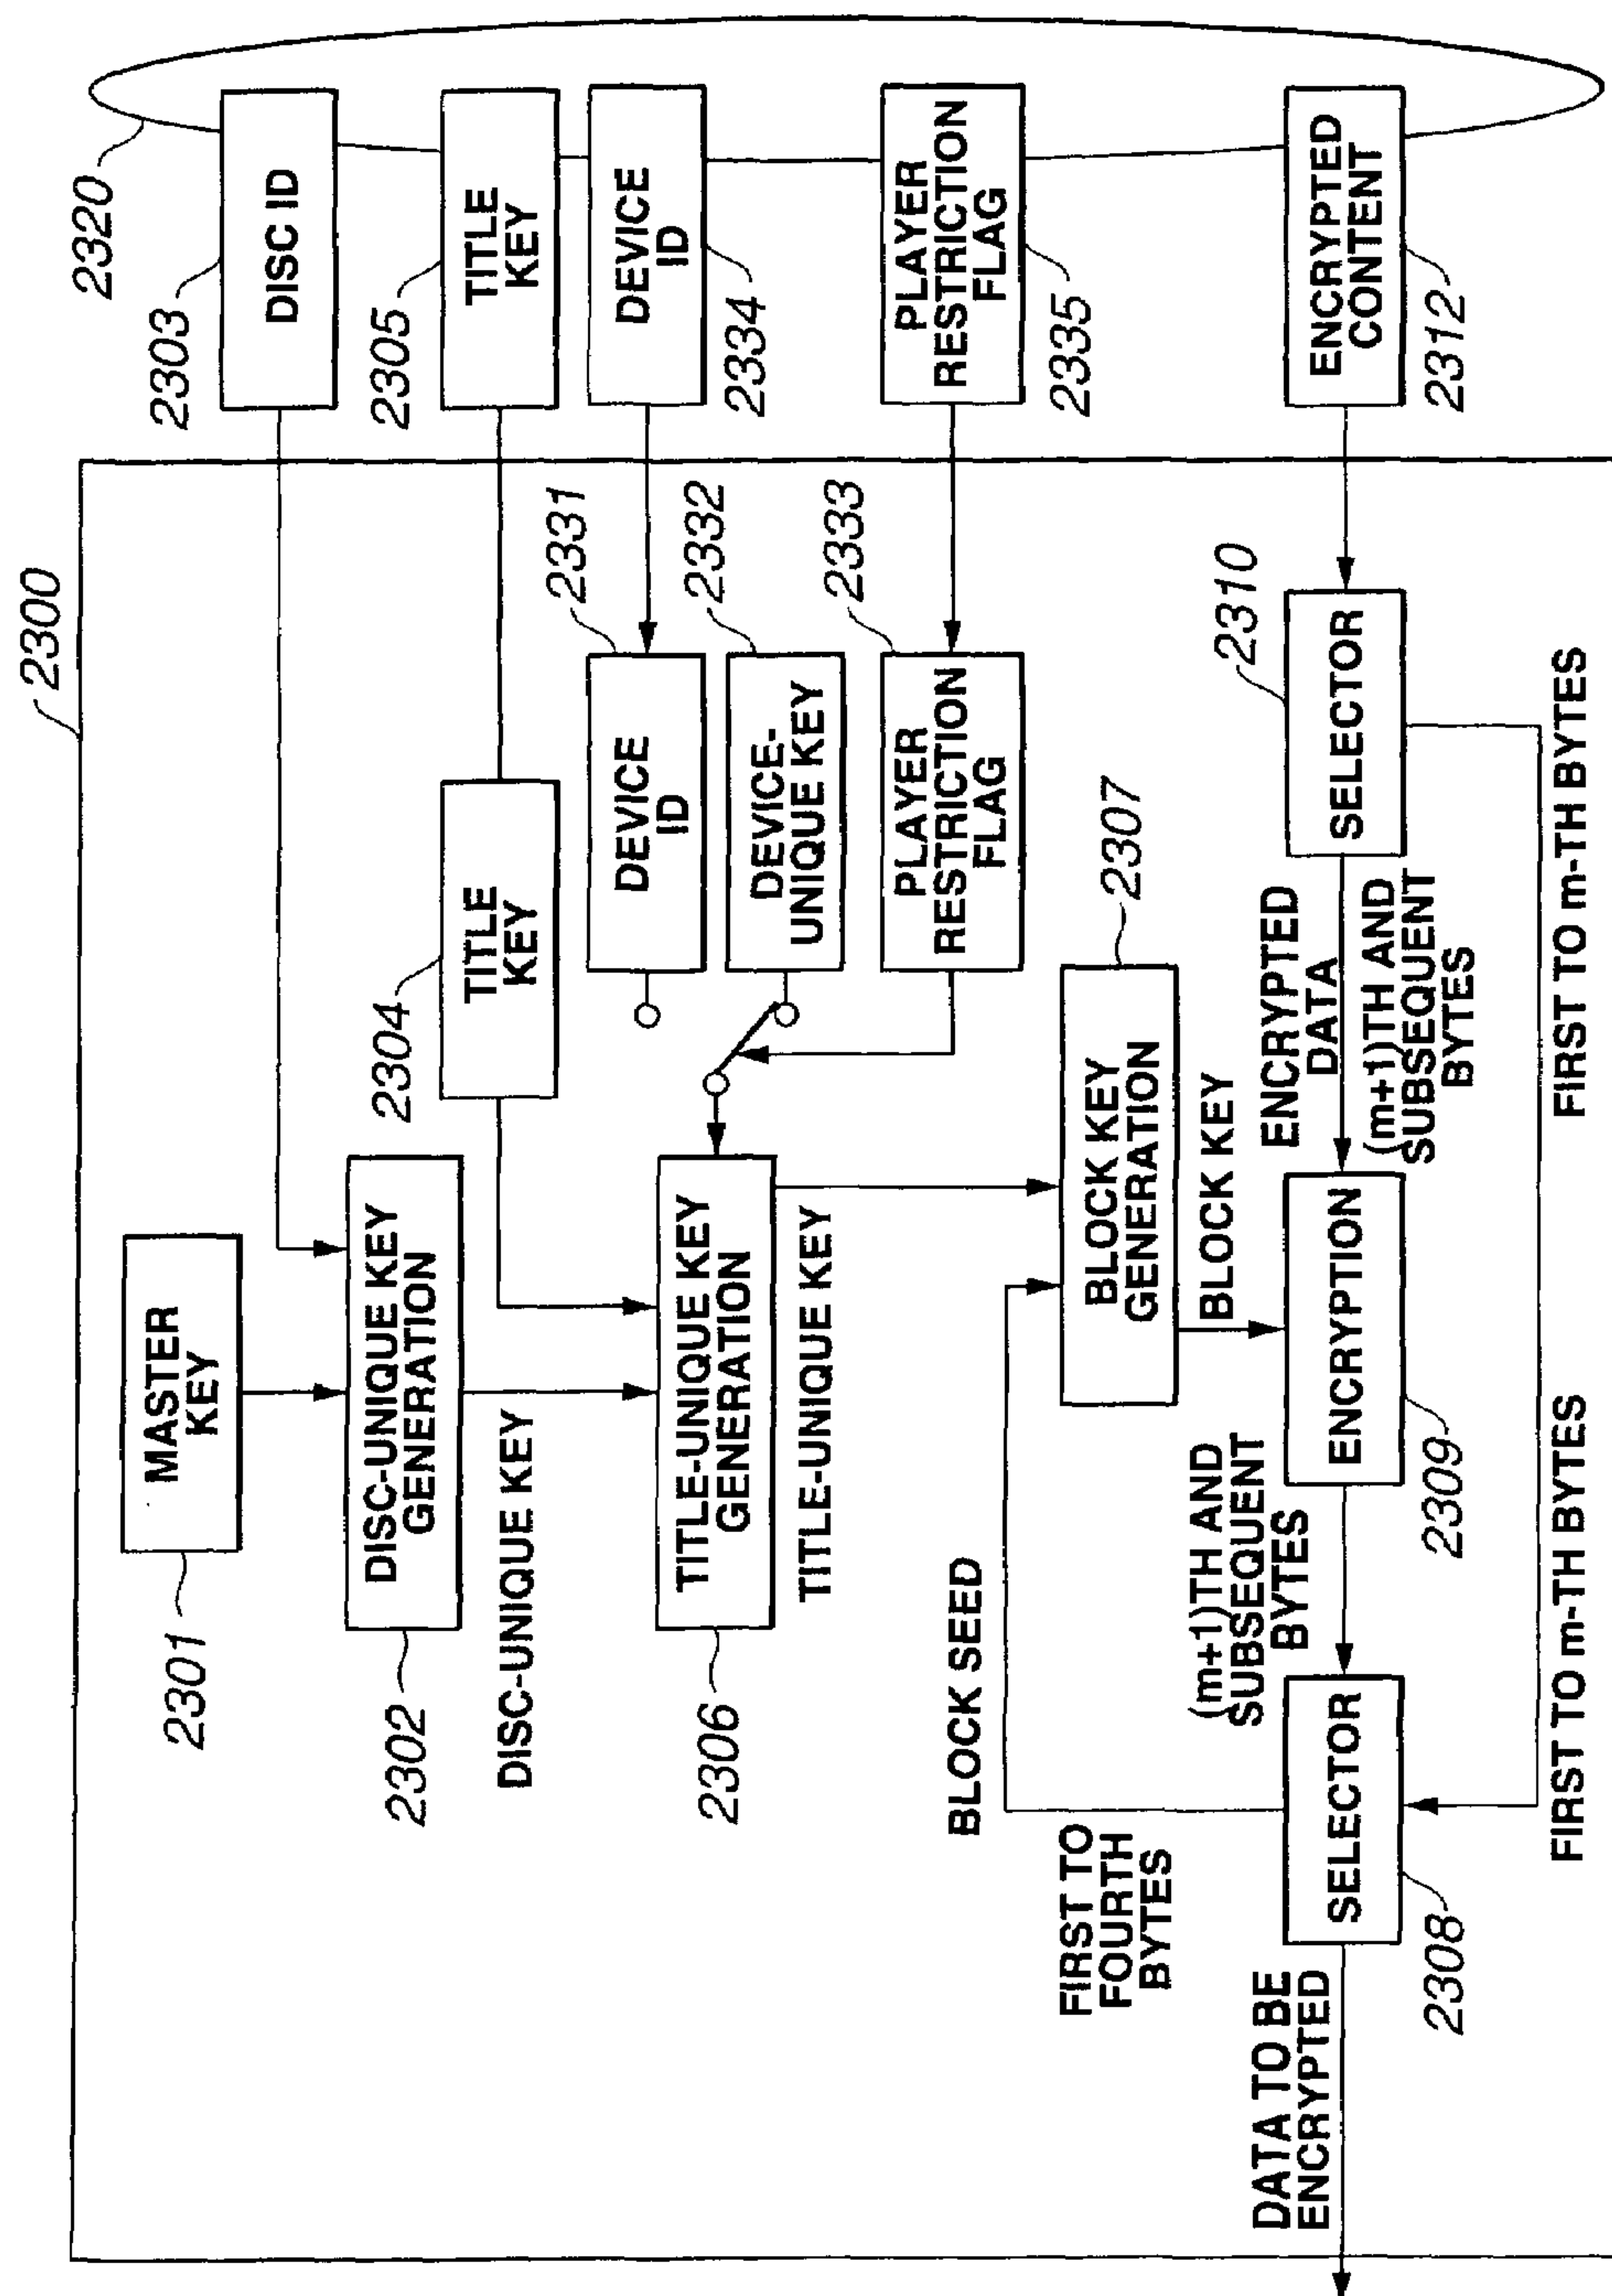 2300
2320
MASTER
KEY
2301
2303
DISC ID
DISC-UNIQUE KEY
GENERATION
2302
DISC-UNIQUE KEY
2304
TITLE
KEY
2305
TITLE
KEY
TITLE-UNIQUE KEY
GENERATION
2306
TITLE-UNIQUE KEY
DEVICE
ID
2331
DEVICE
ID
2334
DEVICE-
UNIQUE KEY
2332
PLAYER
RESTRICTION
FLAG
2333
PLAYER
RESTRICTION
FLAG
2335
BLOCK SEED
BLOCK KEY
GENERATION
2307
FIRST TO
FOURTH
BYTES
BLOCK KEY
DATA TO BE
ENCRYPTED
SELECTOR
2308
(m+1)TH AND
SUBSEQUENT
BYTES
ENCRYPTION
2309
ENCRYPTED
DATA
(m+1)TH AND
SUBSEQUENT
BYTES
SELECTOR
2310
ENCRYPTED
CONTENT
2312
FIRST TO m-TH BYTES
FIRST TO m-TH BYTES